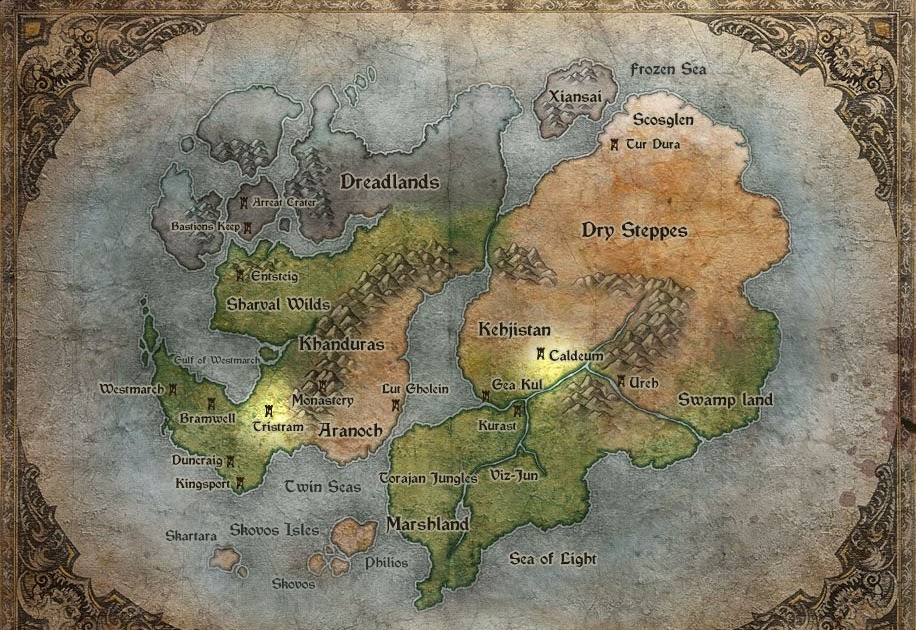 Frozen Sea
Xiansai
Scosglen
Tur Dura
Dreadlands
Arreat Crater
Bastions Keep
Dry Steppes
Entsteig
Sharval Wilds
Kehjistan
Khanduras
Caldeum
Gulf of Westmarch
Gea Kul
Urch
Westmarch
Lut Gholein
Monastery
Swamp land
Bramwell
Tristram
Kurast
Aranoch
Duncraig
Kingsport
Torajan Jungles
Viz-Jun
Twin Seas
Marshland
Skartara
Skovos Isles
Philios
Sea of Light
Skovos